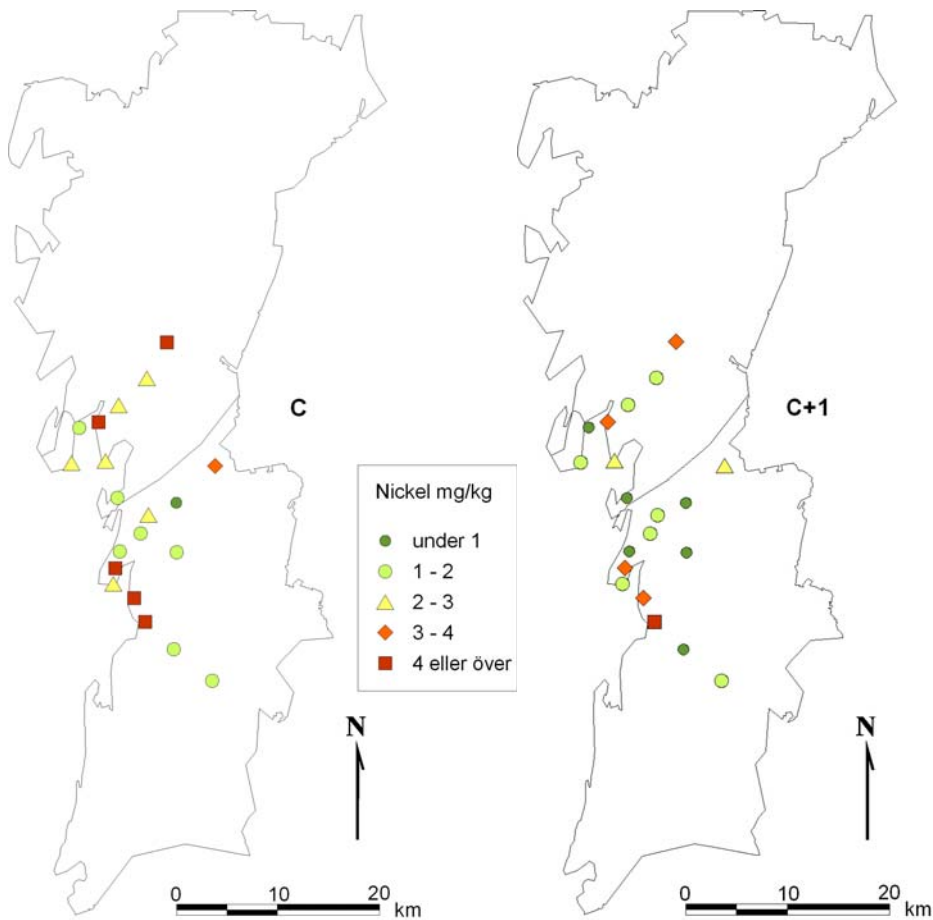 C
C+1
Nickel mg/kg
under 1
1 - 2
2 - 3
3 - 4
4 eller över
N
N
0 10 20
km
0 10 20
km